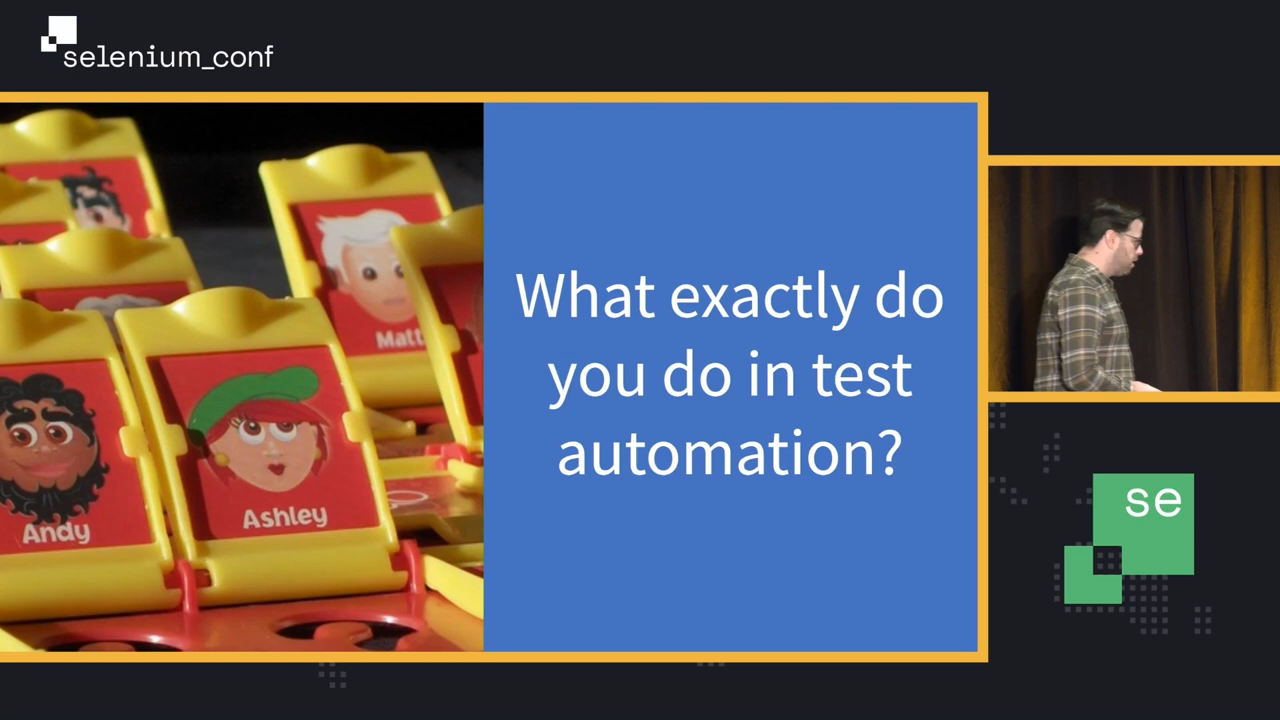 selenium_conf
Matt
Andy
Ashley
What exactly do
you do in test
automation?
se